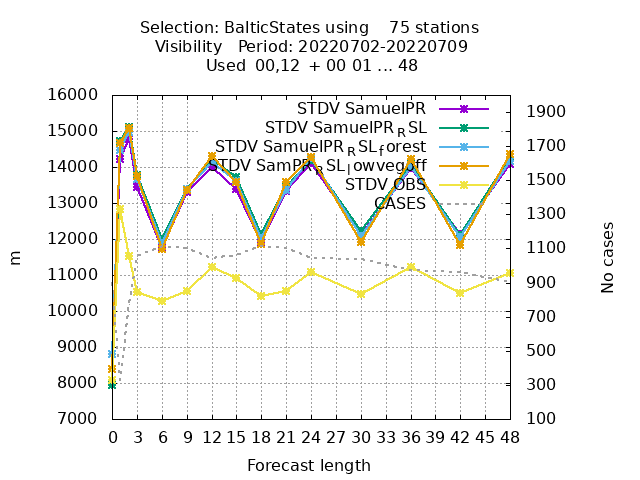 Selection: BalticStates using 75 stations
Visibility Period: 20220702-20220709
Used 00,12 + 00 01 ... 48
STDV SamuelPR
STDV SamuelPR_RSL
STDV SamuelPR_RSL_forest
STDV SamPR_RSL_lowvegoff
STDV OBS
CASES
16000
15000
14000
13000
12000
11000
10000
9000
8000
7000
1900
1700
1500
1300
1100
900
700
500
300
100
m
No cases
0 3 6 9 12 15 18 21 24 27 30 33 36 39 42 45 48
Forecast length